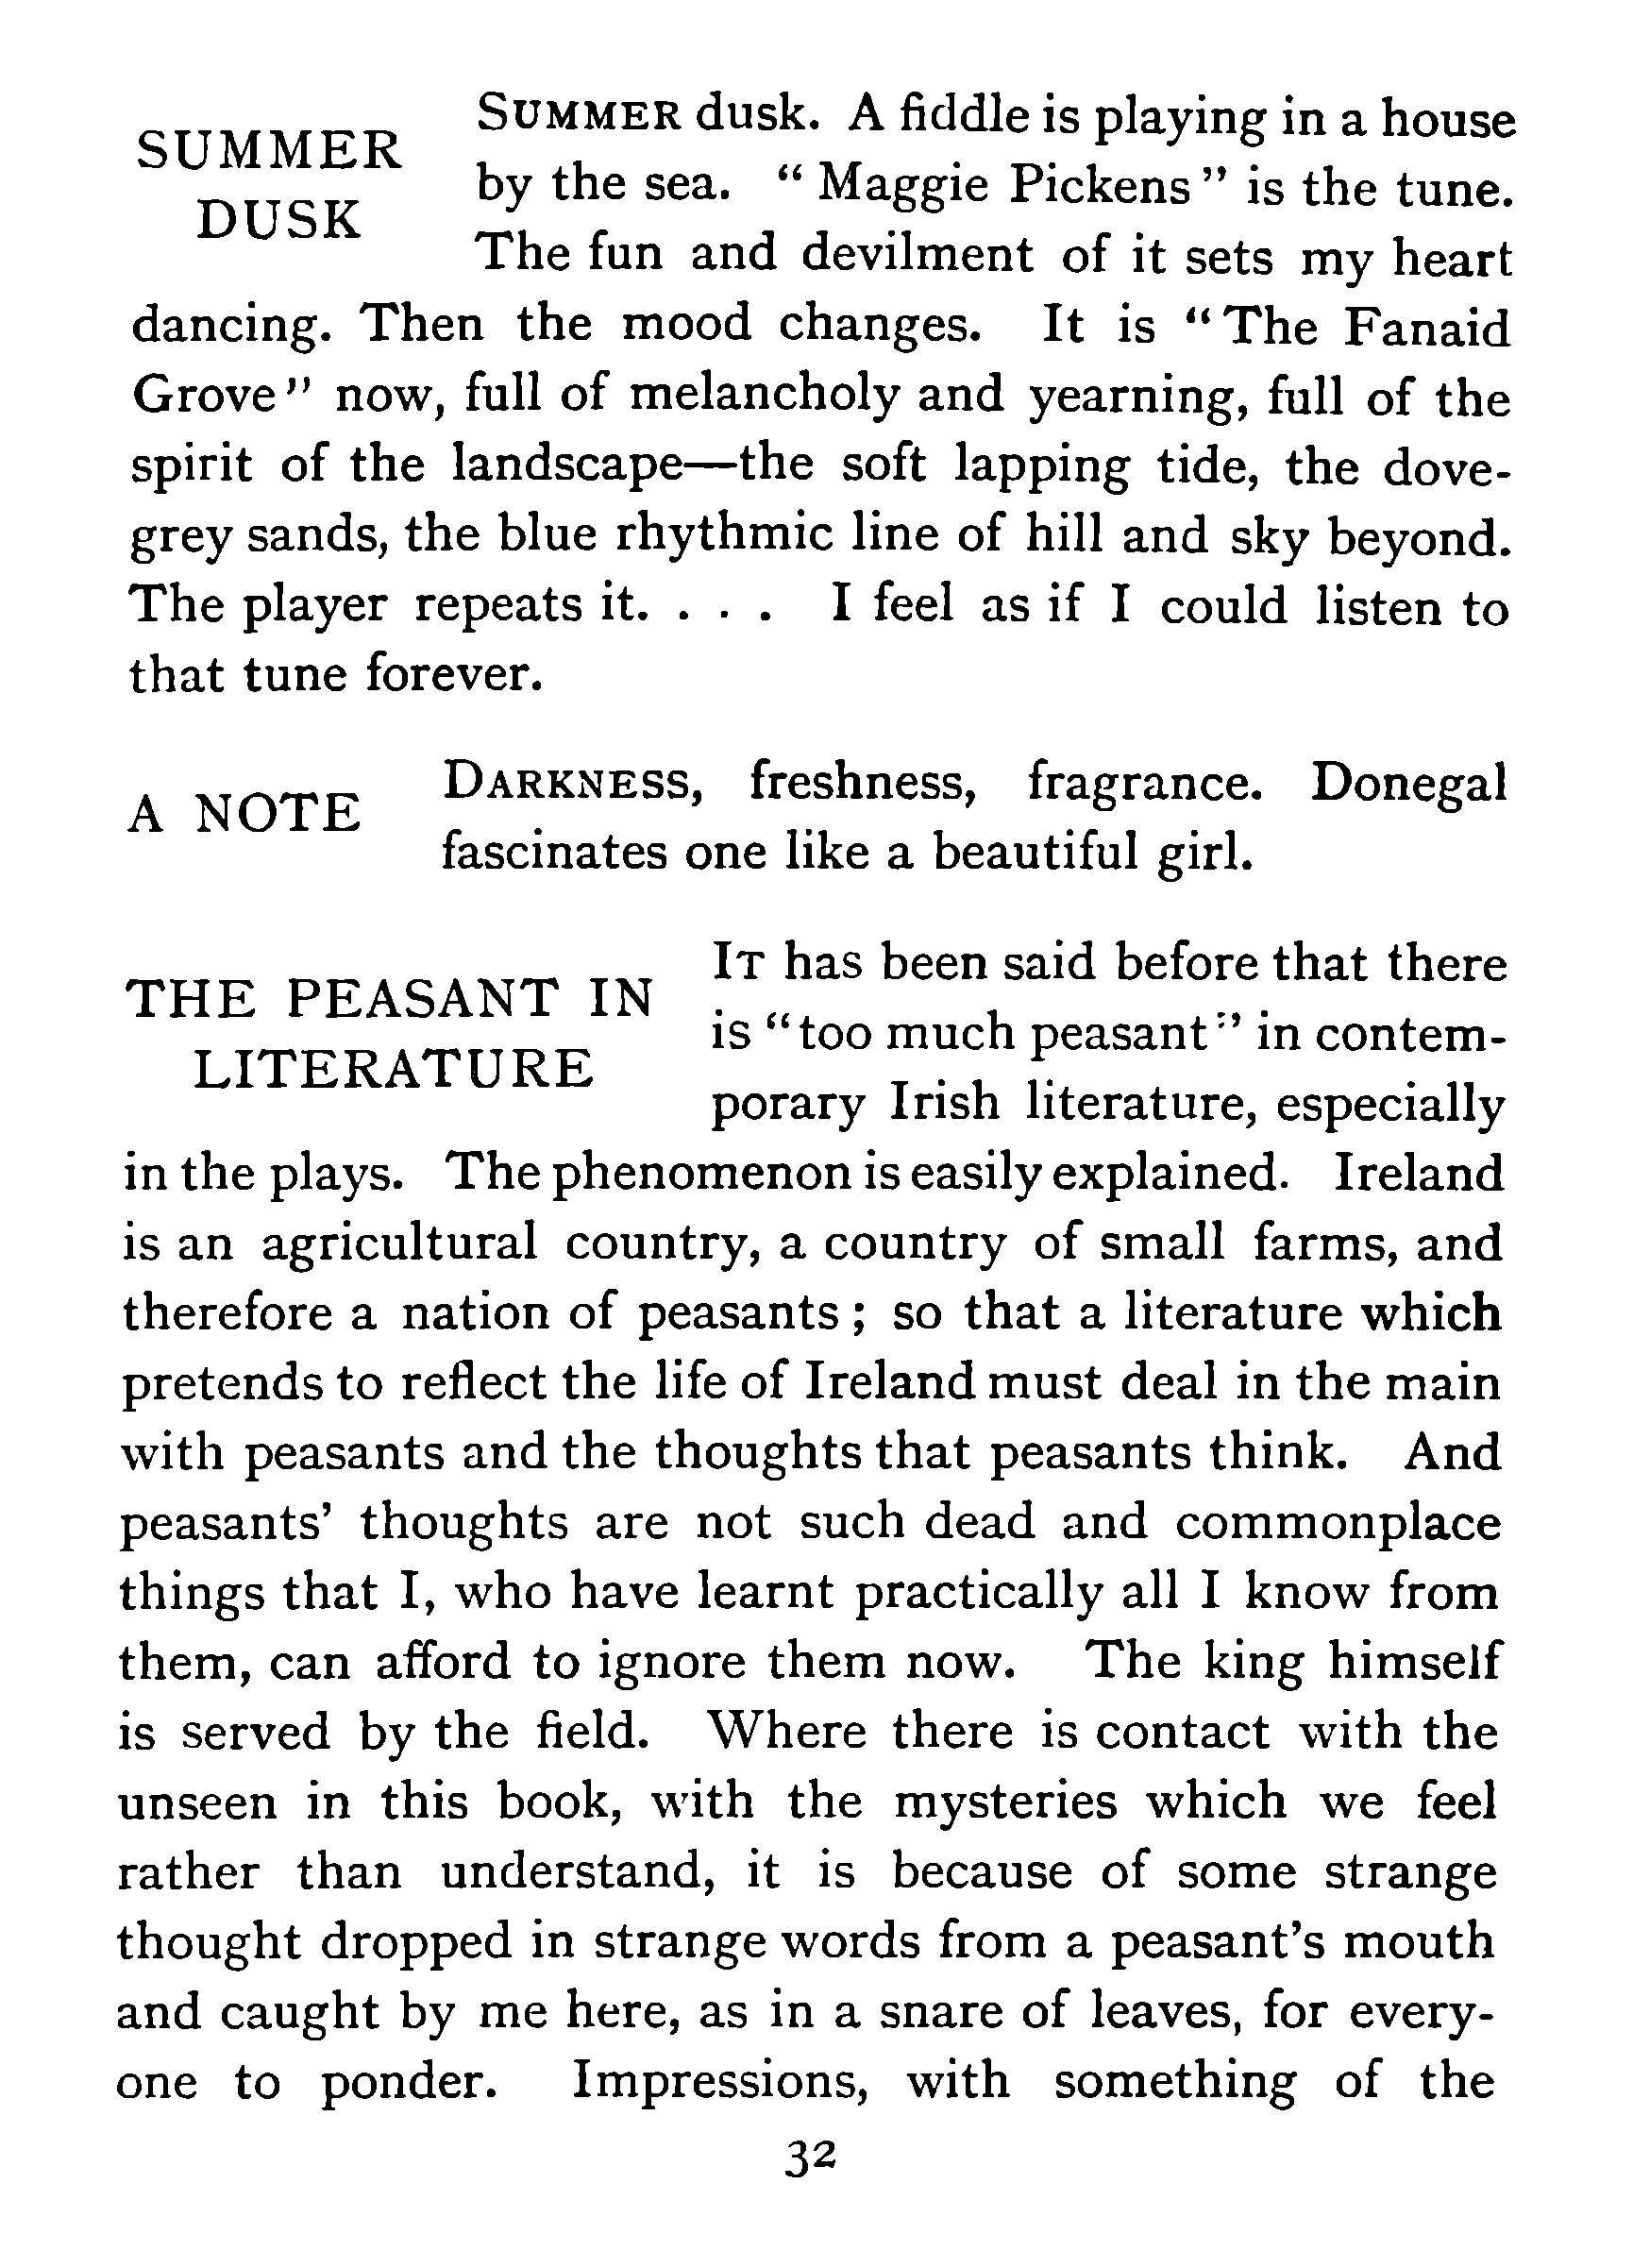 SUMMER
DUSK
SUMMER dusk. A fiddle is playing in a house
by the sea. “ Maggie Pickens ” is the tune.
The fun and devilment of it sets my heart
dancing. Then the mood changes. It is “ The Fanaid
Grove ” now, full of melancholy and yearning, full of the
spirit of the landscape—the soft lapping tide, the dove-
grey sands, the blue rhythmic line of hill and sky beyond.
The player repeats it. . . . I feel as if I could listen to
that tune forever.
A NOTE
DARKNESS, freshness, fragrance. Donegal
fascinates one like a beautiful girl.
THE PEASANT IN
LITERATURE
IT has been said before that there
is “ too much peasant ” in contem-
porary Irish literature, especially
in the plays. The phenomenon is easily explained. Ireland
is an agricultural country, a country of small farms, and
therefore a nation of peasants ; so that a literature which
pretends to reflect the life of Ireland must deal in the main
with peasants and the thoughts that peasants think. And
peasants’ thoughts are not such dead and commonplace
things that I, who have learnt practically all I know from
them, can afford to ignore them now. The king himself
is served by the field. Where there is contact with the
unseen in this book, with the mysteries which we feel
rather than understand, it is because of some strange
thought dropped in strange words from a peasant’s mouth
and caught by me here, as in a snare of leaves, for every-
one to ponder. Impressions, with something of the
32